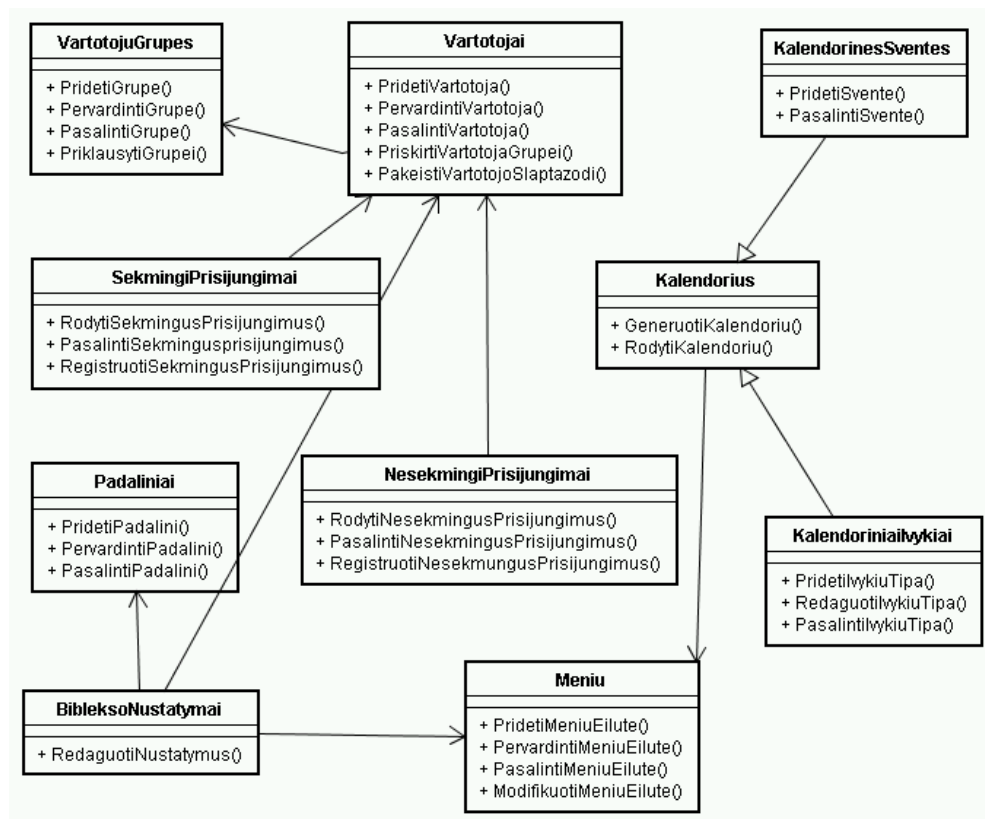 VartotojuGrupes
+ PridetiGrupe()
+ PervardintiGrupe()
+ PasalintiGrupe()
+ PriklausytiGrupei()
Vartotojai
+ PridetiVartotoja()
+ PervardintiVartotoja()
+ PasalintiVartotoja()
+ PriskirtiVartotojaGrupei()
+ PakeistiVartotojoSlaptazodi()
KalendorinesSventes
+ PridetiSvente()
+ PasalintiSvente()
SekmingiPrisijungimai
+ RodytiSekmingusPrisijungimus()
+ PasalintiSekmingusprisijungimus()
+ RegistruotiSekmingusPrisijungimus()
Kalendorius
+ GeneruotiKalendoriu()
+ RodytiKalendoriu()
Padaliniai
+ PridetiPadalini()
+ PervardintiPadalini()
+ PasalintiPadalini()
NesekmingiPrisijungimai
+ RodytiNesekmingusPrisijungimus()
+ PasalintiNesekmingusPrisijungimus()
+ RegistruotiNesekmungusPrisijungimus()
KalendoriniaiIvykiai
+ PridetiIvykiuTipa()
+ RedaguotiIvykiuTipa()
+ PasalintiIvykiuTipa()
BibleksoNustatymai
+ RedaguotiNustatymus()
Meniu
+ PridetiMeniuEilute()
+ PervardintiMeniuEilute()
+ PasalintiMeniuEilute()
+ ModifikuotiMeniuEilute()